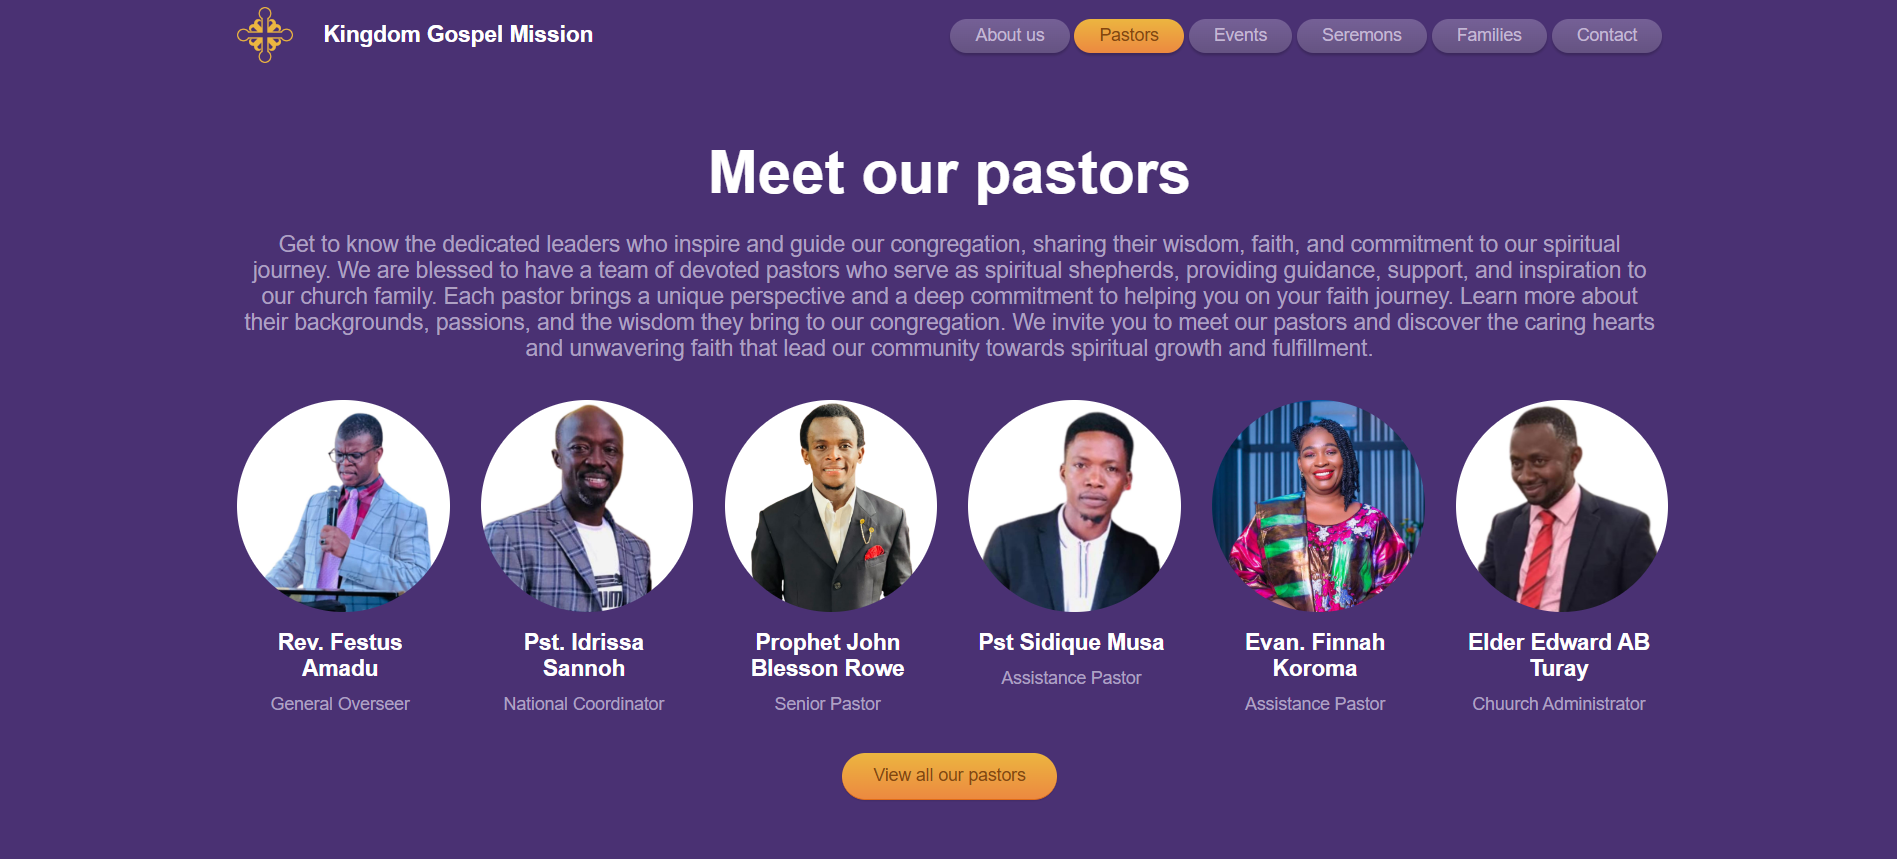 Kingdom Gospel Mission
About us
Pastors
Events
Seremons
Families
Contact
Meet our pastors
Get to know the dedicated leaders who inspire and guide our congregation, sharing their wisdom, faith, and commitment to our spiritual
journey. We are blessed to have a team of devoted pastors who serve as spiritual shepherds, providing guidance, support, and inspiration to
our church family. Each pastor brings a unique perspective and a deep commitment to helping you on your faith journey. Learn more about
their backgrounds, passions, and the wisdom they bring to our congregation. We invite you to meet our pastors and discover the caring hearts
and unwavering faith that lead our community towards spiritual growth and fulfillment.
Rev. Festus
Amadu
General Overseer
Pst. Idrissa
Sannoh
National Coordinator
Prophet John
Blesson Rowe
Senior Pastor
Pst Sidique Musa
Assistance Pastor
Evan. Finnah
Koroma
Assistance Pastor
Elder Edward AB
Turay
Chuurch Administrator
View all our pastors